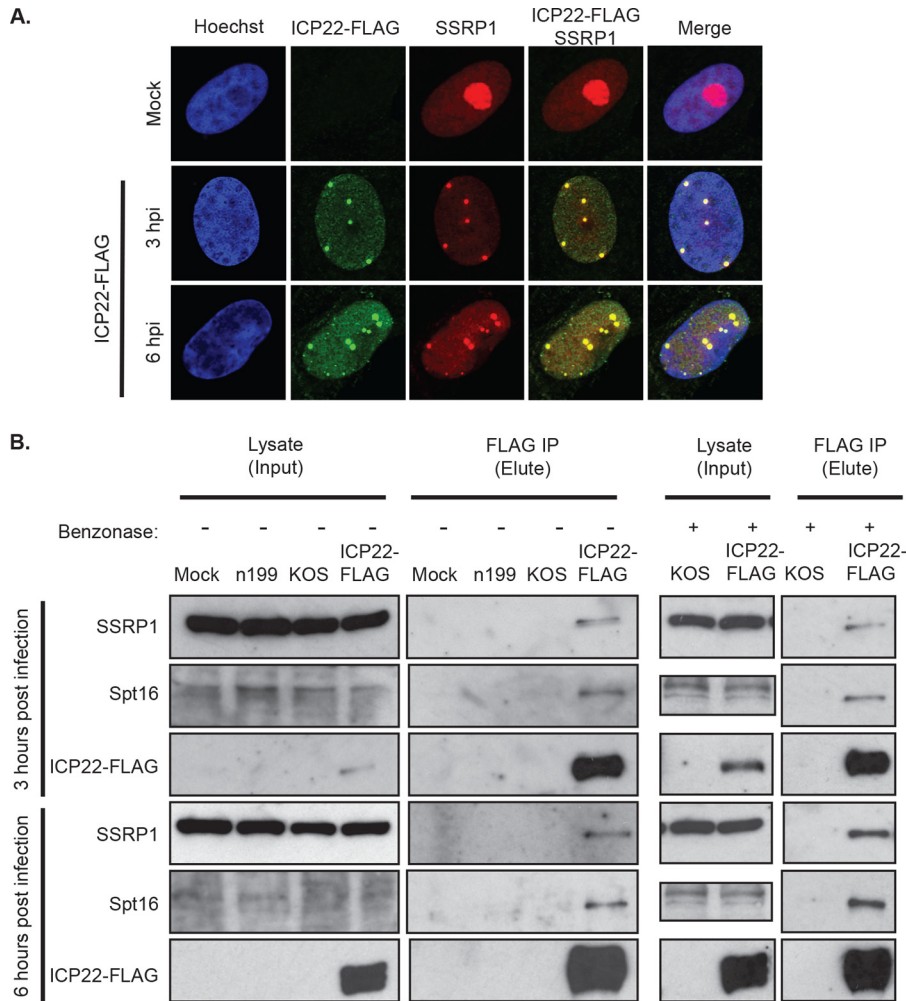 A.
Hoechst ICP22-FLAG SSRP1 ICP22-FLAG SSRP1 Merge
Mock
ICP22-FLAG
3 hpi
6 hpi
B.
Lysate (Input) FLAG IP (Elute) Lysate (Input) FLAG IP (Elute)
Benzonase: - - - - - - - - + + + +
Mock n199 KOS ICP22-FLAG Mock n199 KOS ICP22-FLAG KOS ICP22-FLAG KOS ICP22-FLAG
3 hours post infection
SSRP1
Spt16
ICP22-FLAG
6 hours post infection
SSRP1
Spt16
ICP22-FLAG